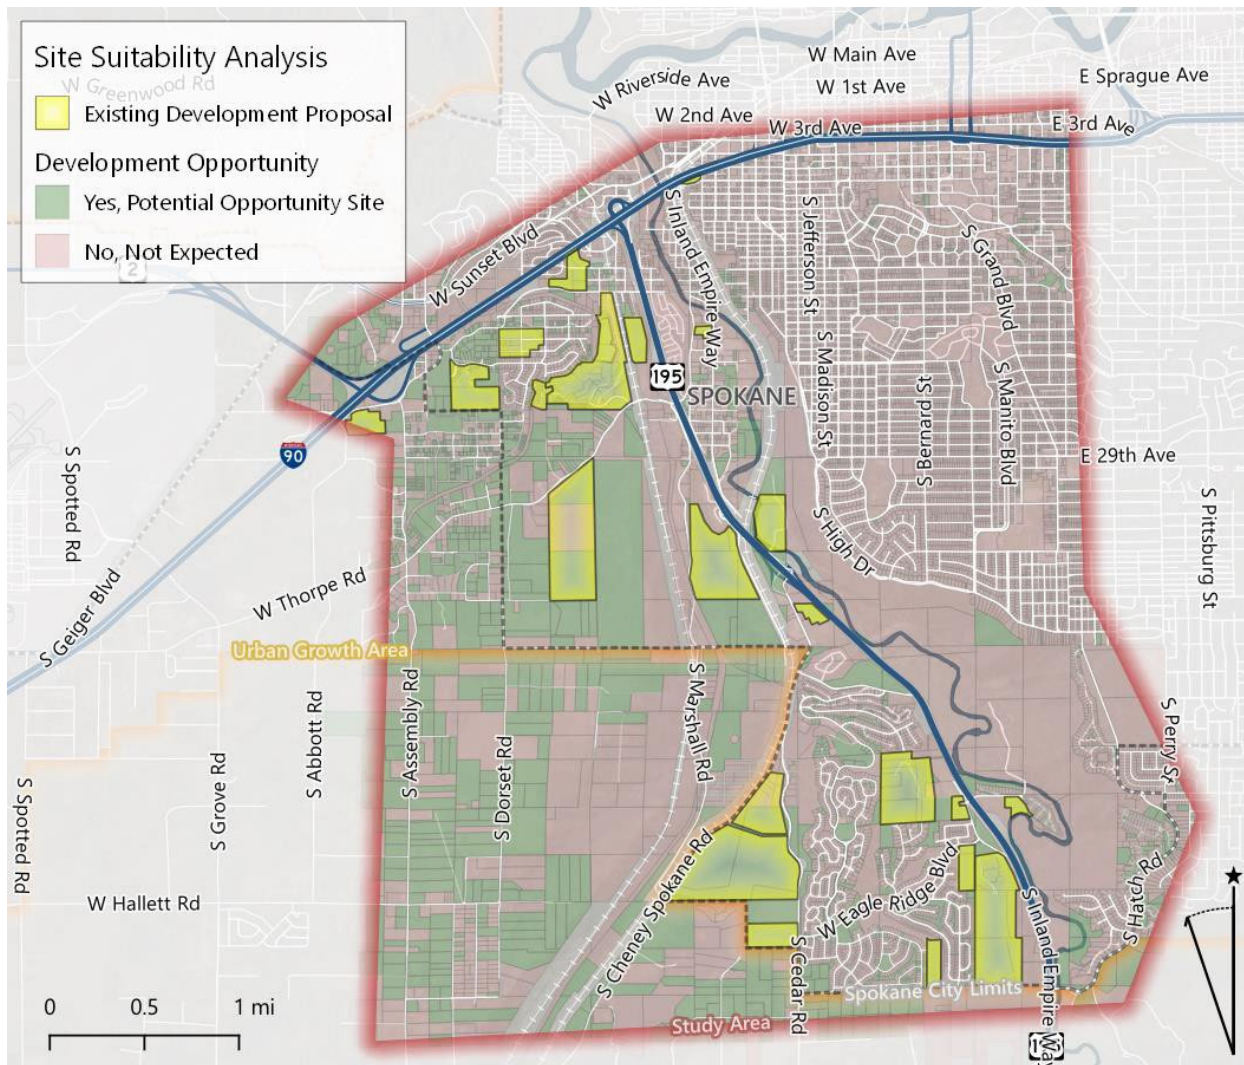 Site Suitability Analysis
W Greenwood Rd
Existing Development Proposal
Development Opportunity
Yes, Potential Opportunity Site
No, Not Expected
2
W Main Ave
W Riverside Ave
W 1st Ave
E Sprague Ave
W 2nd Ave
W 3rd Ave
E 3rd Ave
S Inland Empire Way
S Jefferson St
S Grand Blvd
W Sunset Blvd
S Madison St
S Manito Blvd
S Bernard St
195
SPOKANE
90
E 29th Ave
S Spotted Rd
S Pittsburg St
S High Dr
W Thorpe Rd
S Geiger Blvd
Urban Growth Area
S Marshall Rd
S Assembly Rd
S Abbott Rd
S Perry St
S Dorset Rd
S Grove Rd
S Spotted Rd
W Hallett Rd
S Cheney Spokane Rd
W Eagle Ridge Blvd
S Hatch Rd
S Inland Empire Way
S Cedar Rd
Spokane City Limits
Study Area
0 0.5 1 mi